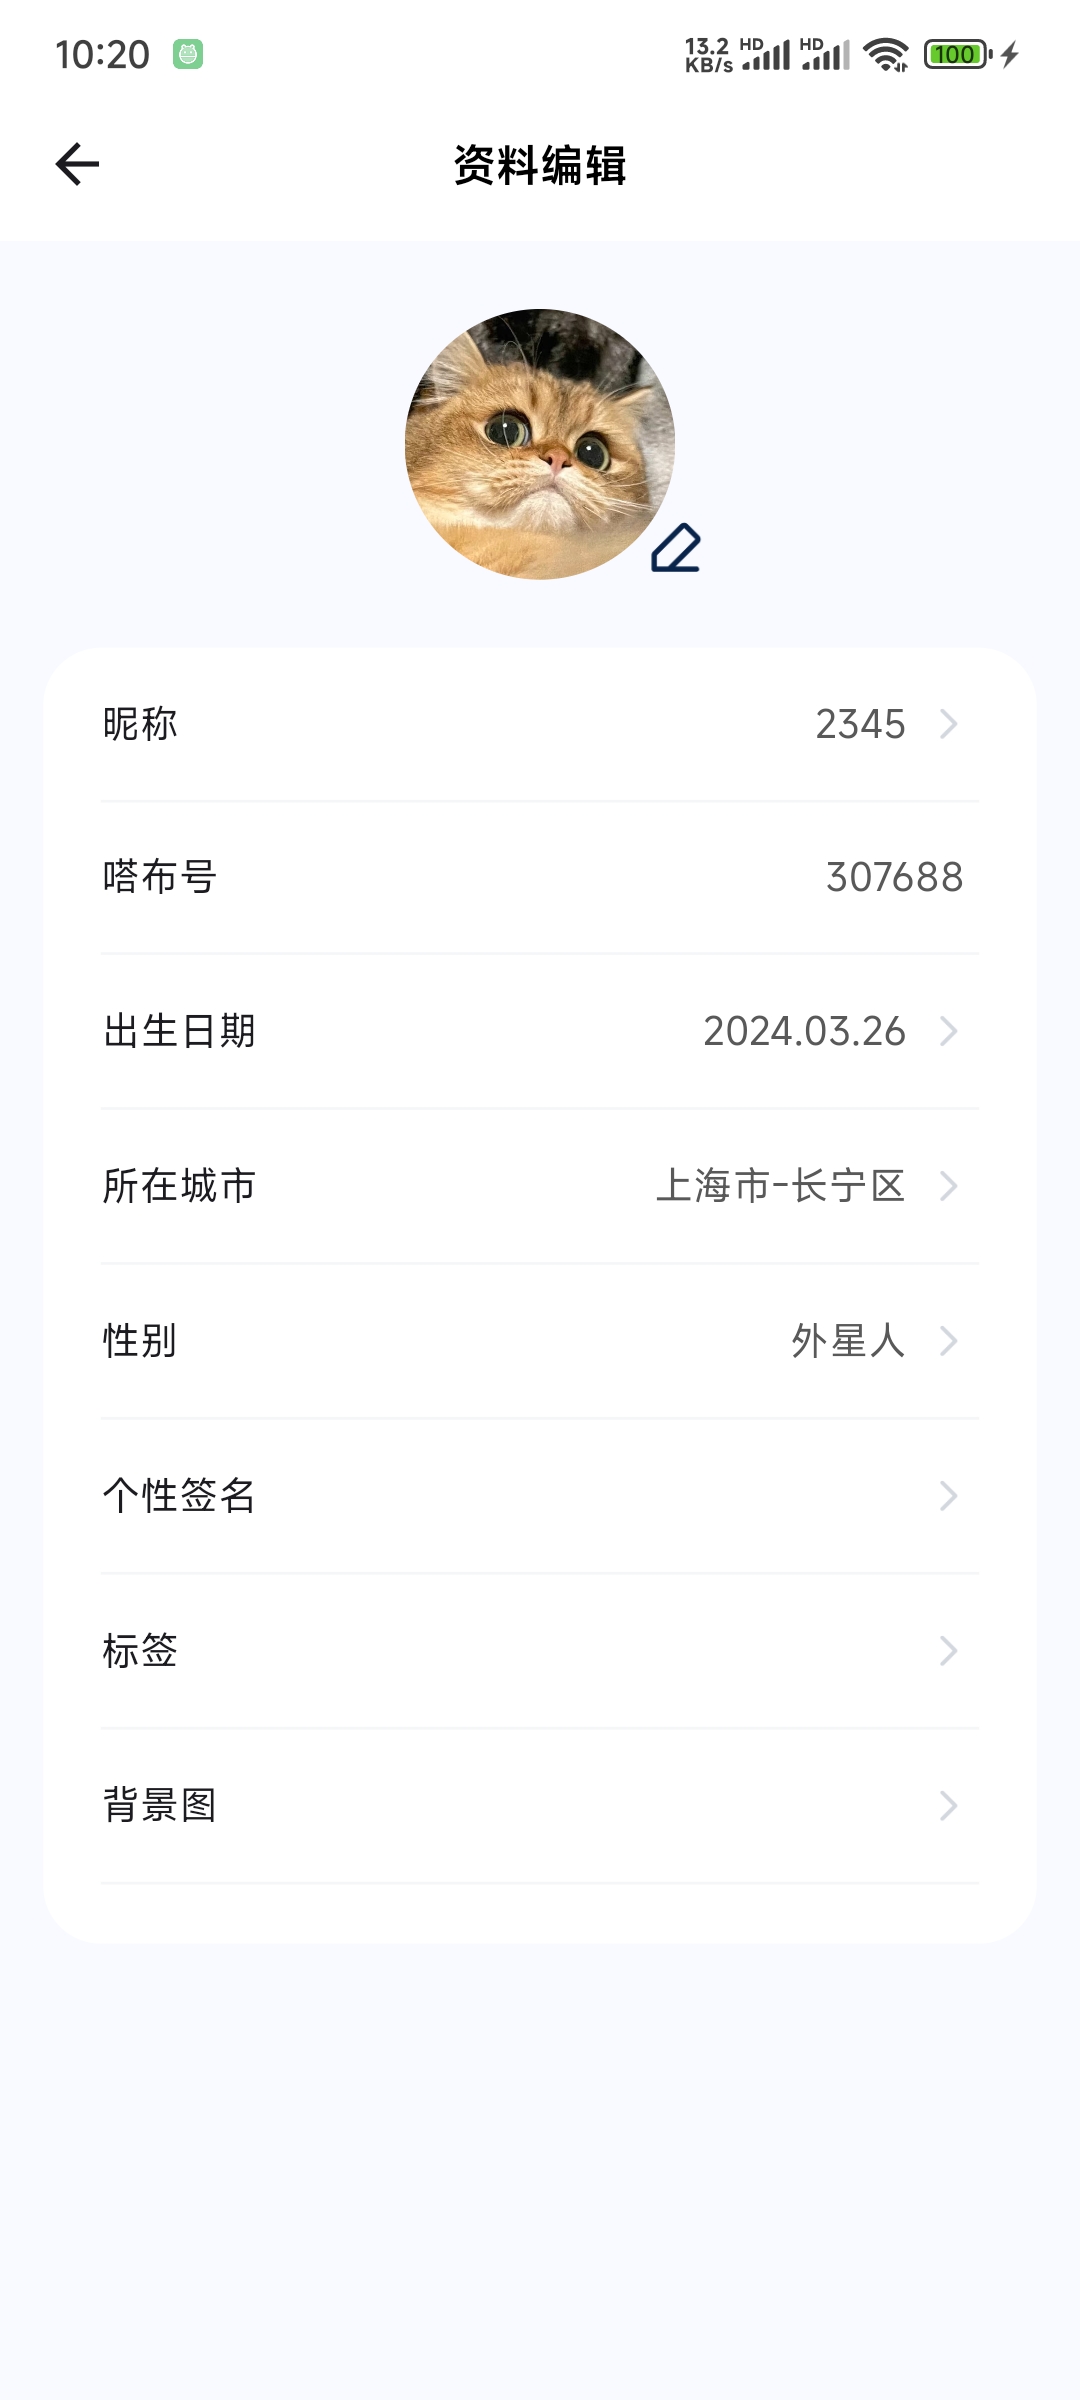 10:20
13.2 KB/s HD HD 100
资料编辑
昵称 2345
嗒布号 307688
出生日期 2024.03.26
所在城市 上海市-长宁区
性别 外星人
个性签名
标签
背景图